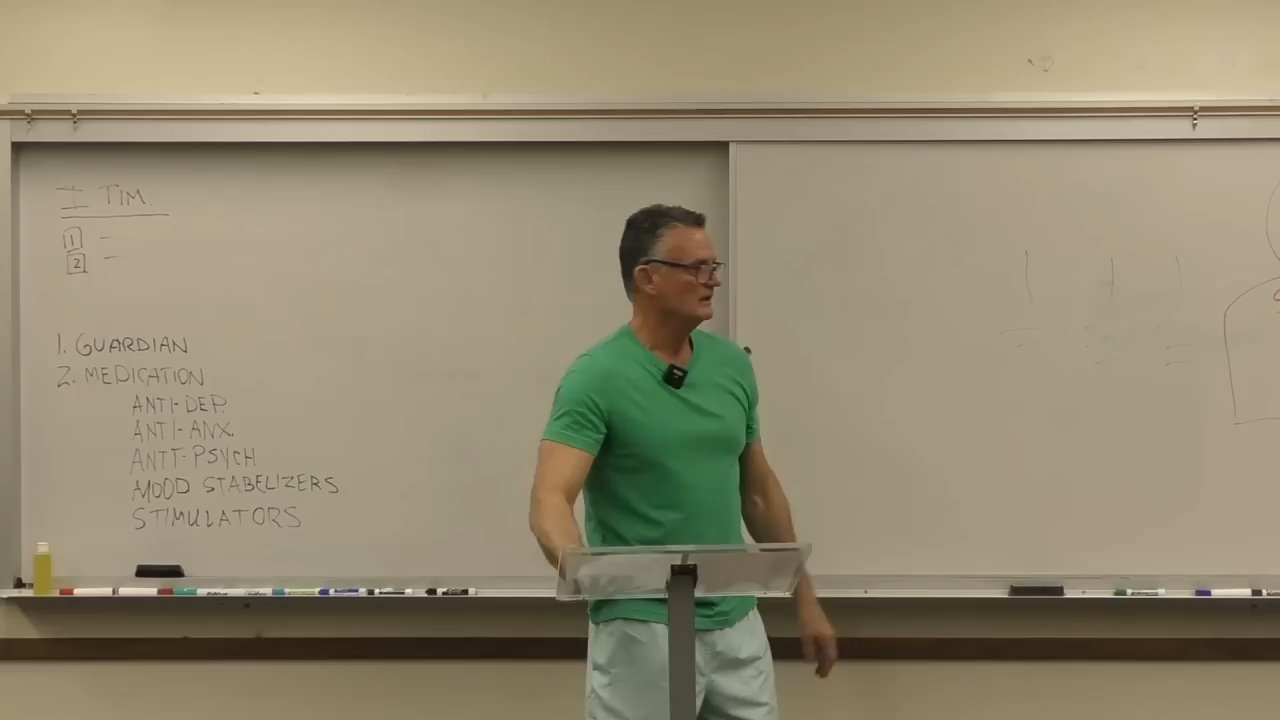 I TIM.
1 -
2 -
1. GUARDIAN
2. MEDICATION
ANTI-DEP.
ANTI-ANX.
ANTI-PSYCH
MOOD STABELIZERS
STIMULATORS